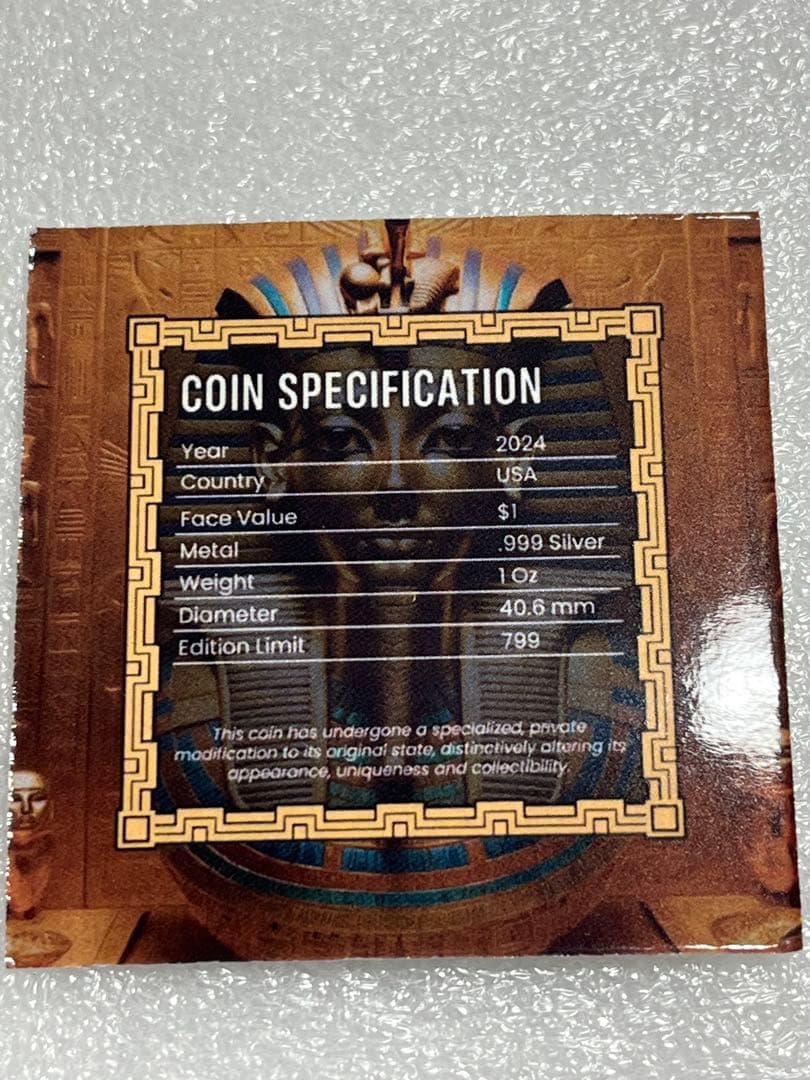 COIN SPECIFICATION
Year 2024
Country USA
Face Value $1
Metal .999 Silver
Weight 1 Oz
Diameter 40.6 mm
Edition Limit 799
This coin has undergone a specialized, private
modification to its original state, distinctively altering its
appearance, uniqueness and collectibility.